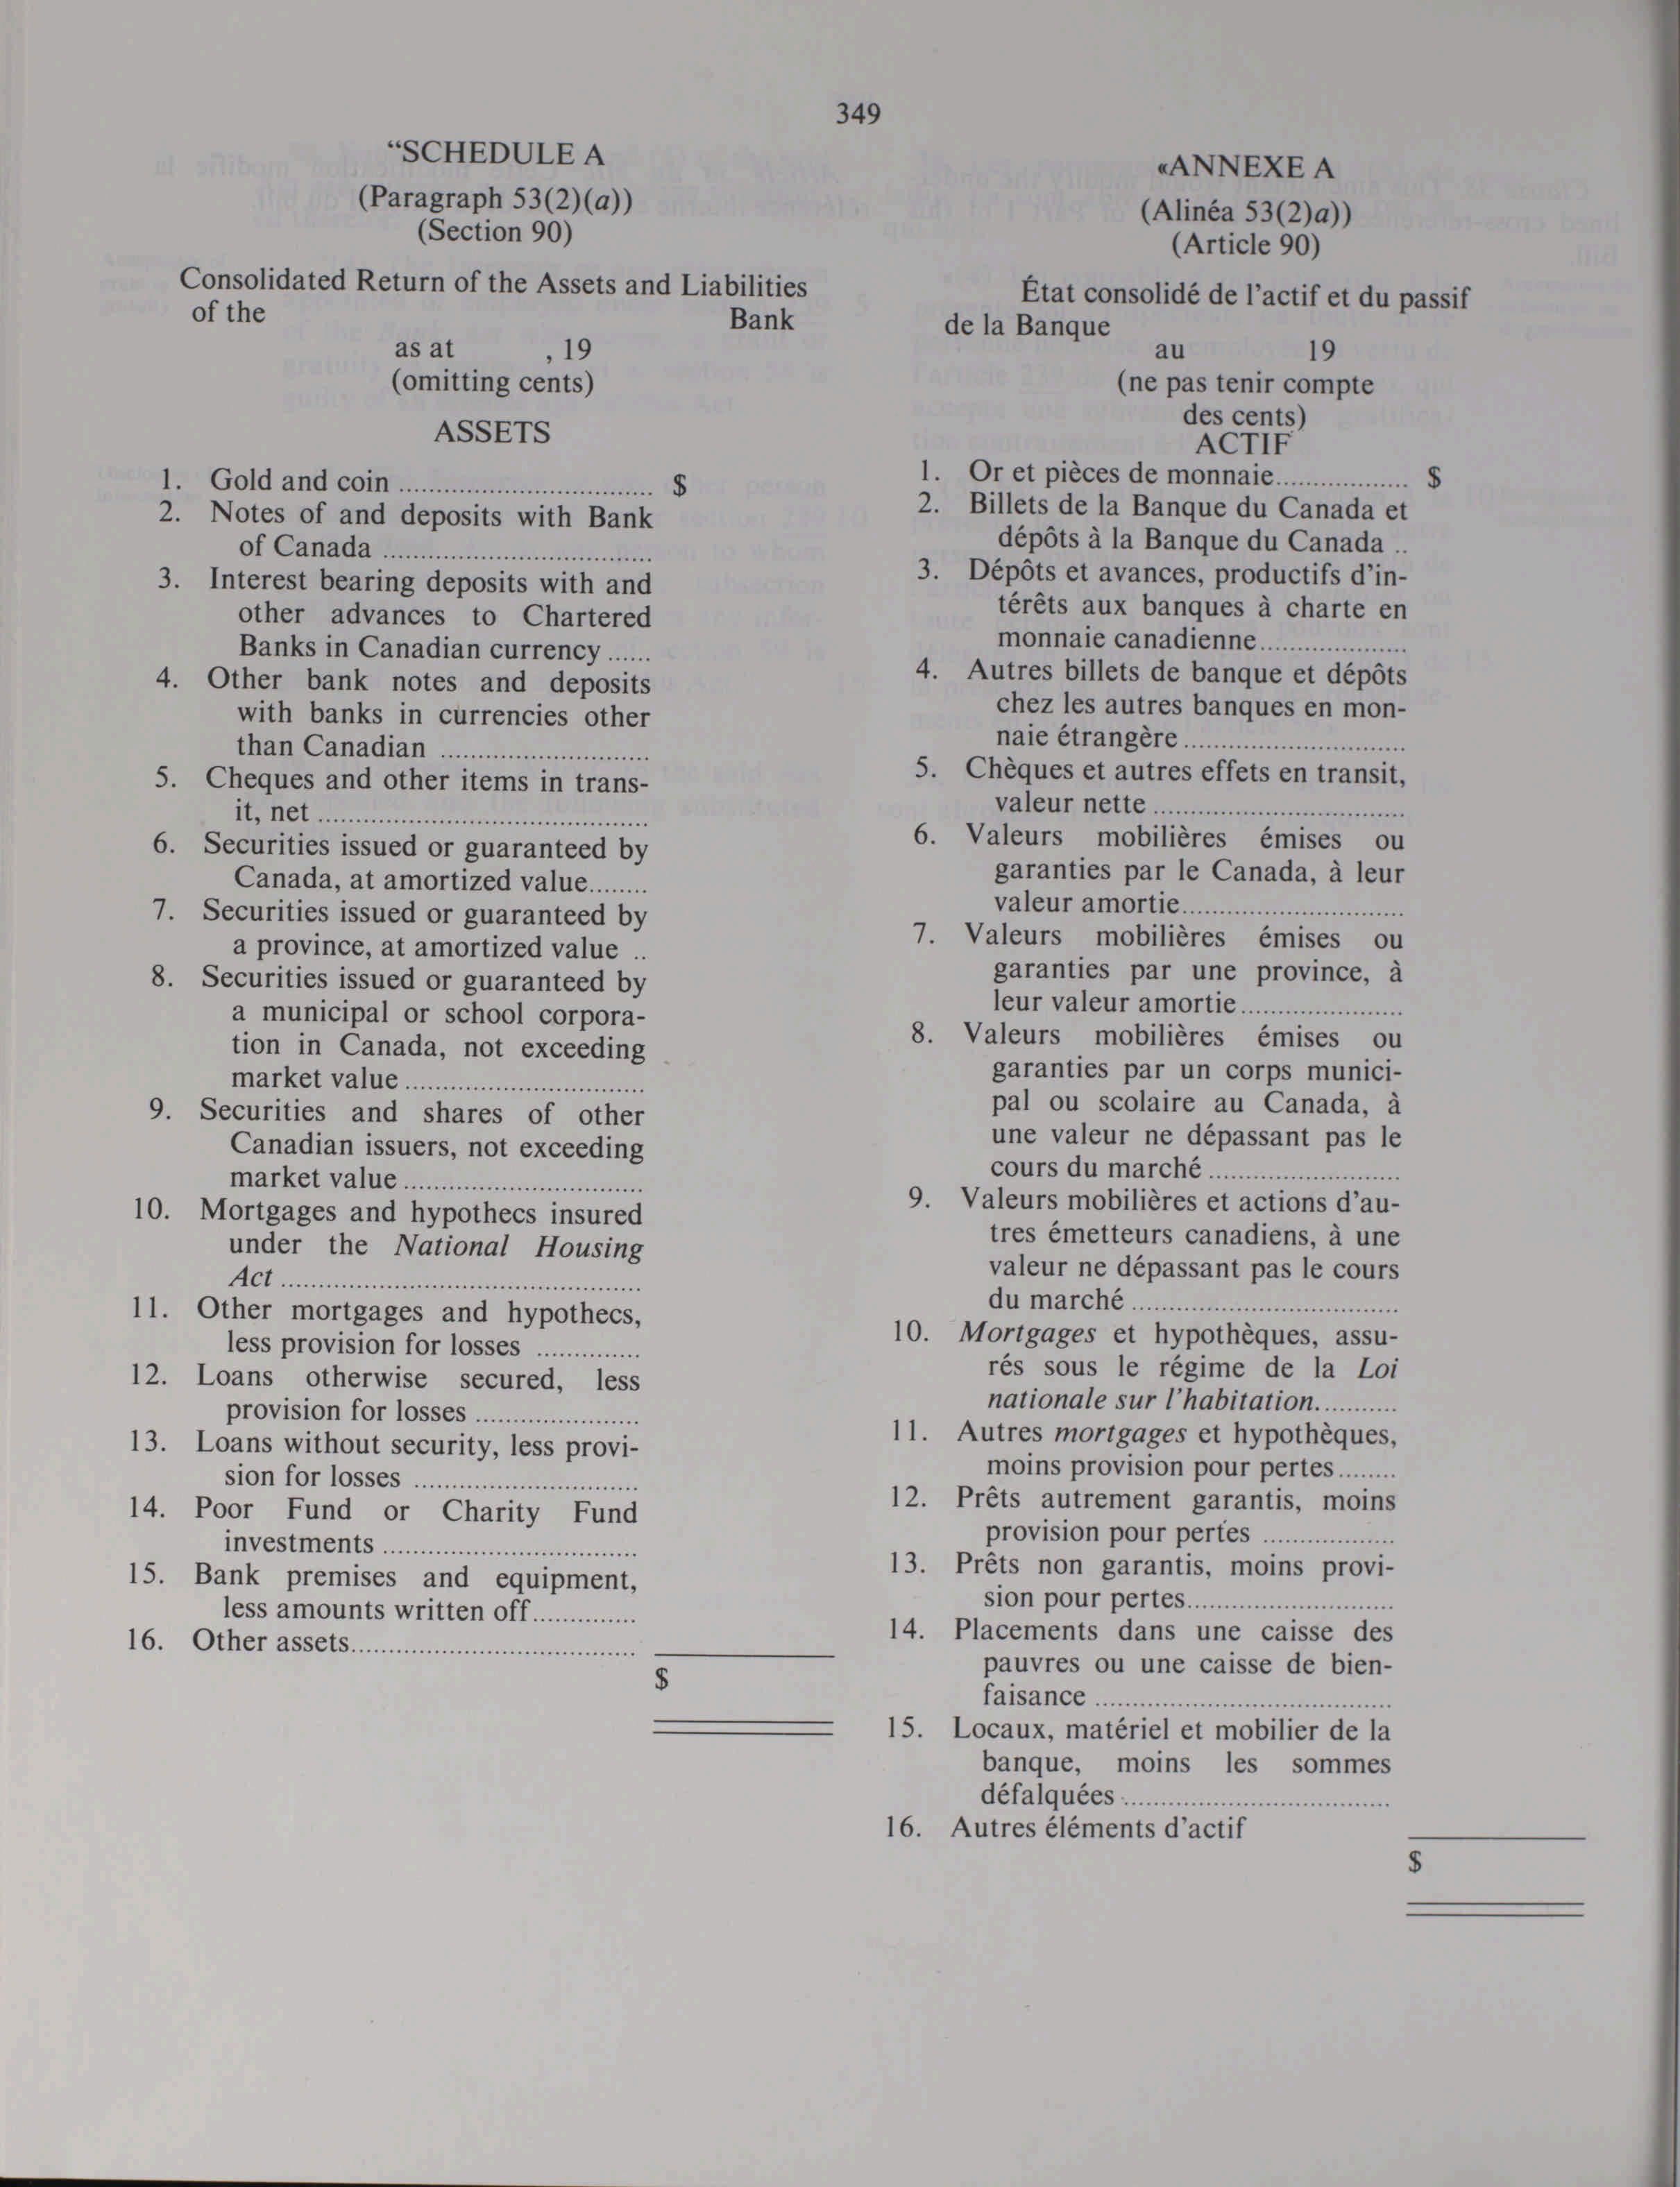 349
“SCHEDULE A
(Paragraph 53(2)(a))
(Section 90)
Consolidated Return of the Assets and Liabilities
of the Bank
as at , 19
(omitting cents)
ASSETS
1. Gold and coin .................................. $
2. Notes of and deposits with Bank
of Canada ....................................
3. Interest bearing deposits with and
other advances to Chartered
Banks in Canadian currency ......
4. Other bank notes and deposits
with banks in currencies other
than Canadian ............................
5. Cheques and other items in trans-
it, net ............................................
6. Securities issued or guaranteed by
Canada, at amortized value........
7. Securities issued or guaranteed by
a province, at amortized value ..
8. Securities issued or guaranteed by
a municipal or school corpora-
tion in Canada, not exceeding
market value ................................
9. Securities and shares of other
Canadian issuers, not exceeding
market value ................................
10. Mortgages and hypothecs insured
under the National Housing
Act ................................................
11. Other mortgages and hypothecs,
less provision for losses ..............
12. Loans otherwise secured, less
provision for losses ......................
13. Loans without security, less provi-
sion for losses ..............................
14. Poor Fund or Charity Fund
investments ..................................
15. Bank premises and equipment,
less amounts written off..............
16. Other assets......................................
$
«ANNEXE A
(Alinéa 53(2)a))
(Article 90)
État consolidé de l’actif et du passif
de la Banque
au 19
(ne pas tenir compte
des cents)
ACTIF
1. Or et pièces de monnaie.................. $
2. Billets de la Banque du Canada et
dépôts à la Banque du Canada ..
3. Dépôts et avances, productifs d’in-
térêts aux banques à charte en
monnaie canadienne....................
4. Autres billets de banque et dépôts
chez les autres banques en mon-
naie étrangère ..............................
5. Chèques et autres effets en transit,
valeur nette ..................................
6. Valeurs mobilières émises ou
garanties par le Canada, à leur
valeur amortie..............................
7. Valeurs mobilières émises ou
garanties par une province, à
leur valeur amortie......................
8. Valeurs mobilières émises ou
garanties par un corps munici-
pal ou scolaire au Canada, à
une valeur ne dépassant pas le
cours du marché ..........................
9. Valeurs mobilières et actions d’au-
tres émetteurs canadiens, à une
valeur ne dépassant pas le cours
du marché ....................................
10. Mortgages et hypothèques, assu-
rés sous le régime de la Loi
nationale sur l’habitation...........
11. Autres mortgages et hypothèques,
moins provision pour pertes........
12. Prêts autrement garantis, moins
provision pour pertes ..................
13. Prêts non garantis, moins provi-
sion pour pertes............................
14. Placements dans une caisse des
pauvres ou une caisse de bien-
faisance ........................................
15. Locaux, matériel et mobilier de la
banque, moins les sommes
défalquées ....................................
16. Autres éléments d’actif
$